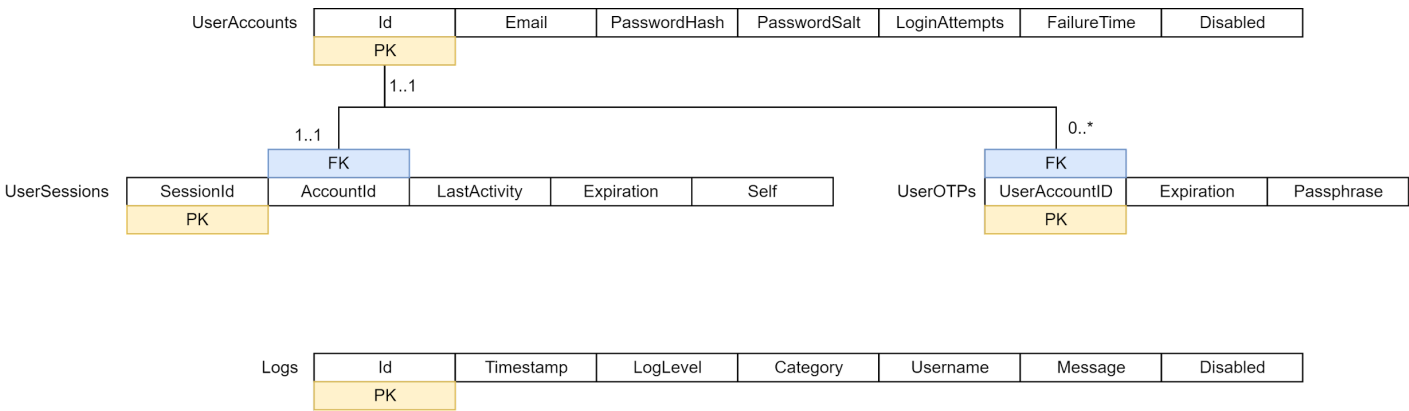 UserAccounts Id Email PasswordHash PasswordSalt LoginAttempts FailureTime Disabled
PK
1..1
1..1 0..*
FK FK
UserSessions SessionId AccountId LastActivity Expiration Self UserOTPs UserAccountID Expiration Passphrase
PK PK
Logs Id Timestamp LogLevel Category Username Message Disabled
PK